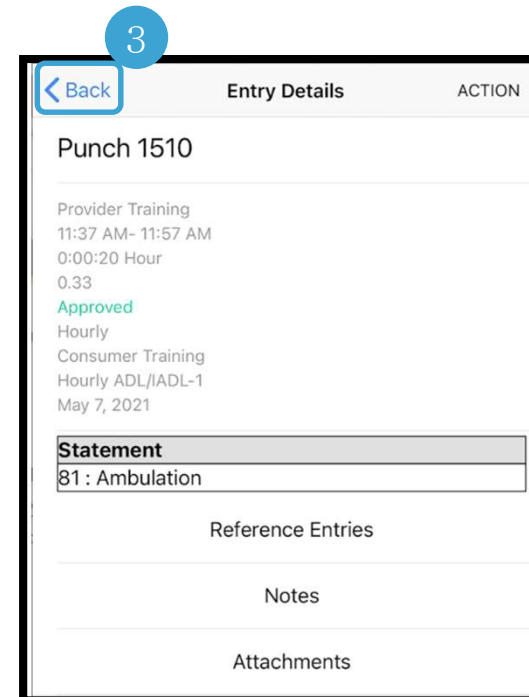 3
Back Entry Details ACTION
Punch 1510
Provider Training
11:37 AM- 11:57 AM
0:00:20 Hour
0.33
Approved
Hourly
Consumer Training
Hourly ADL/IADL-1
May 7, 2021
Statement
81 : Ambulation
Reference Entries
Notes
Attachments